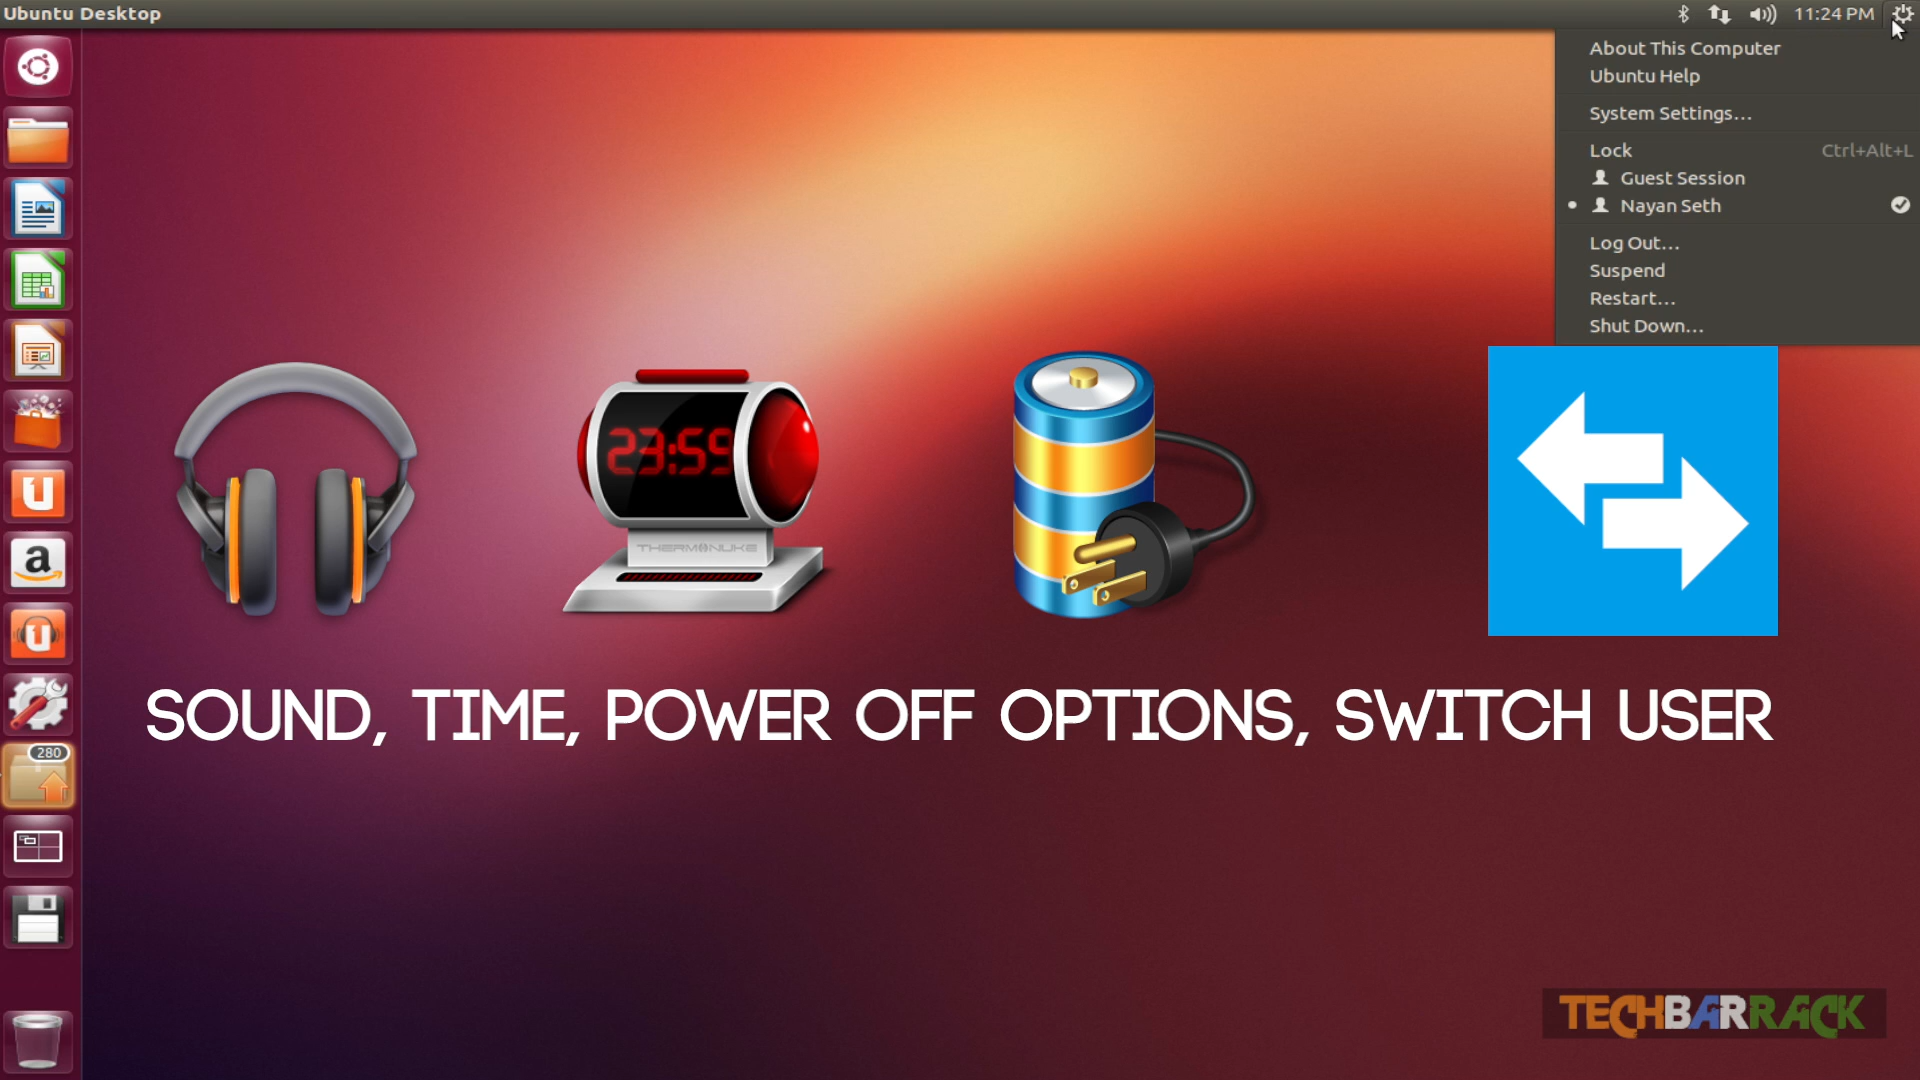 Ubuntu Desktop
11:24 PM
About This Computer
Ubuntu Help
System Settings...
Lock Ctrl+Alt+L
Guest Session
Nayan Seth
Log Out...
Suspend
Restart...
Shut Down...
23:59
THERMONUKE
a
280
SOUND, TIME, POWER OFF OPTIONS, SWITCH USER
TECHBARRACK